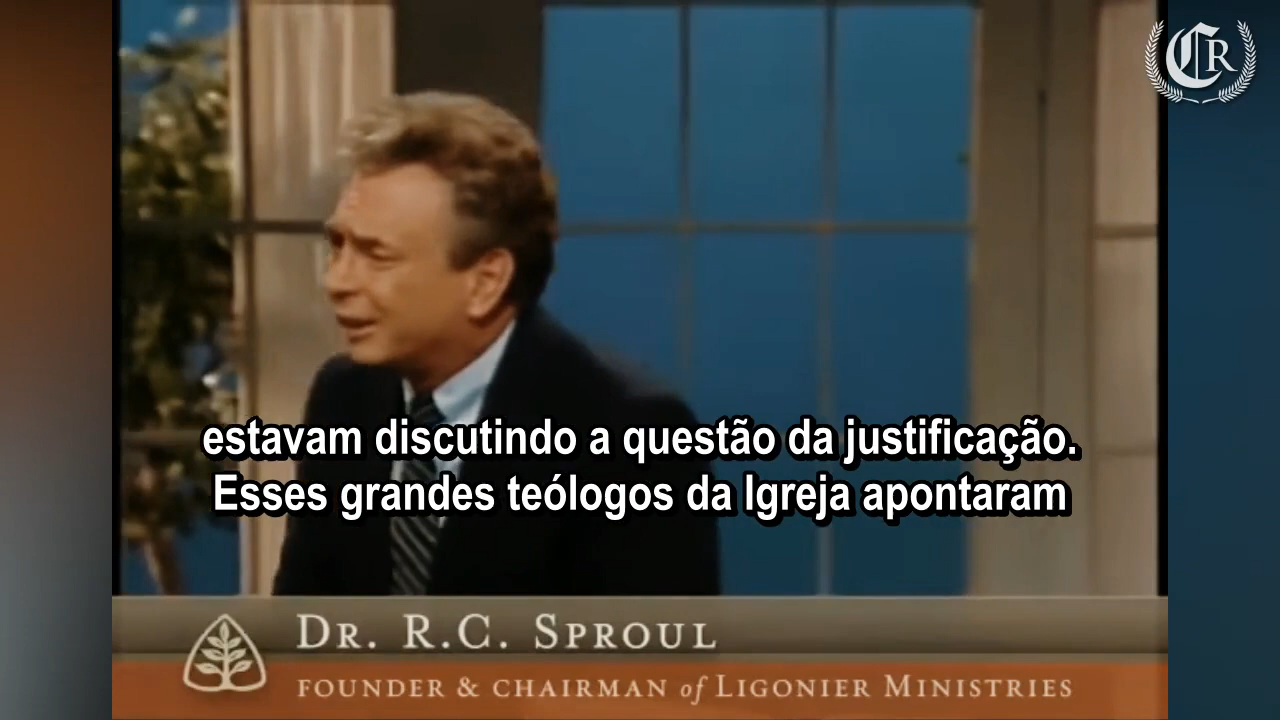 CR
estavam discutindo a questão da justificação.
Esses grandes teólogos da Igreja apontaram
DR. R.C. SPROUL
FOUNDER & CHAIRMAN of LIGONIER MINISTRIES